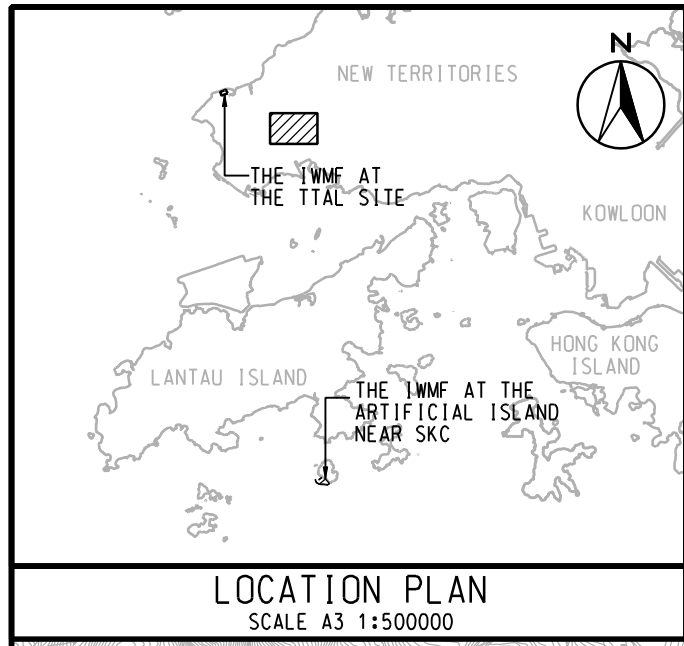 N
NEW TERRITORIES
THE IWMF AT
THE TTAL SITE
KOWLOON
HONG KONG
ISLAND
LANTAU ISLAND
THE IWMF AT THE
ARTIFICIAL ISLAND
NEAR SKC
LOCATION PLAN
SCALE A3 1:500000